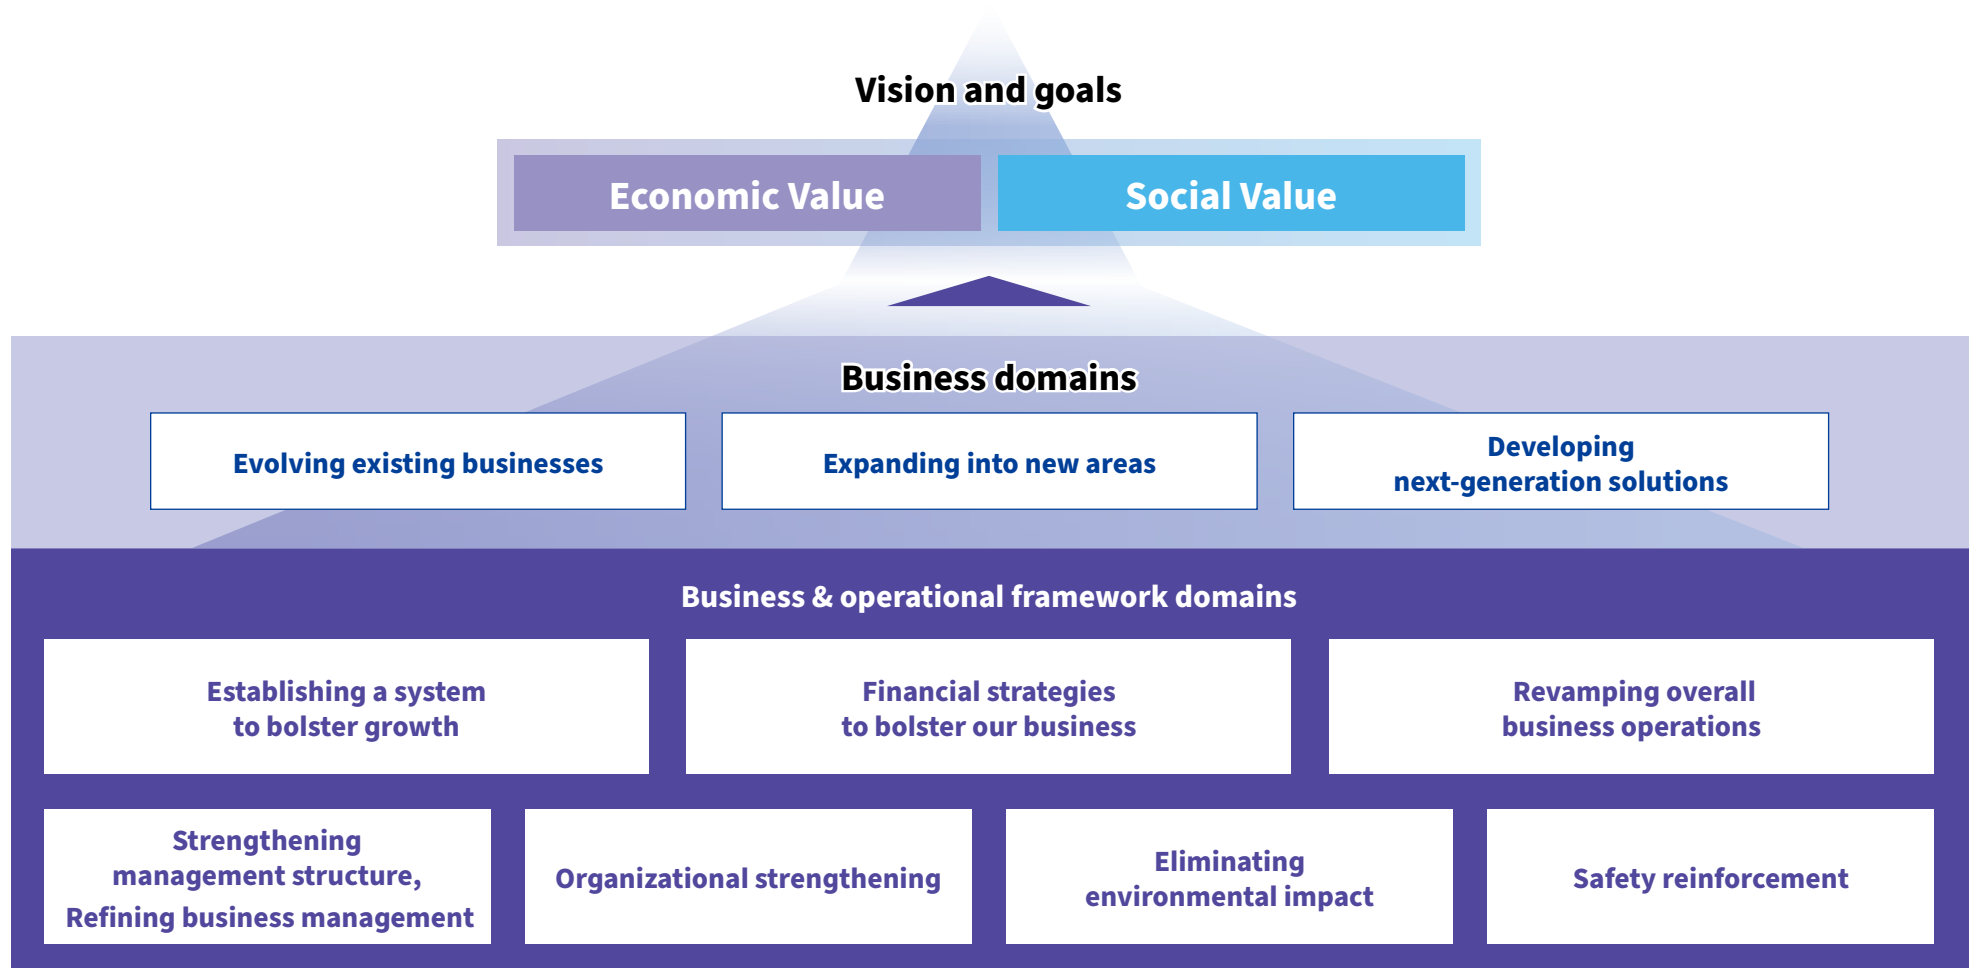 Vision and goals
Economic Value
Social Value
Business domains
Evolving existing businesses
Expanding into new areas
Developing
next-generation solutions
Business & operational framework domains
Establishing a system
to bolster growth
Financial strategies
to bolster our business
Revamping overall
business operations
Strengthening
management structure,
Refining business management
Organizational strengthening
Eliminating
environmental impact
Safety reinforcement